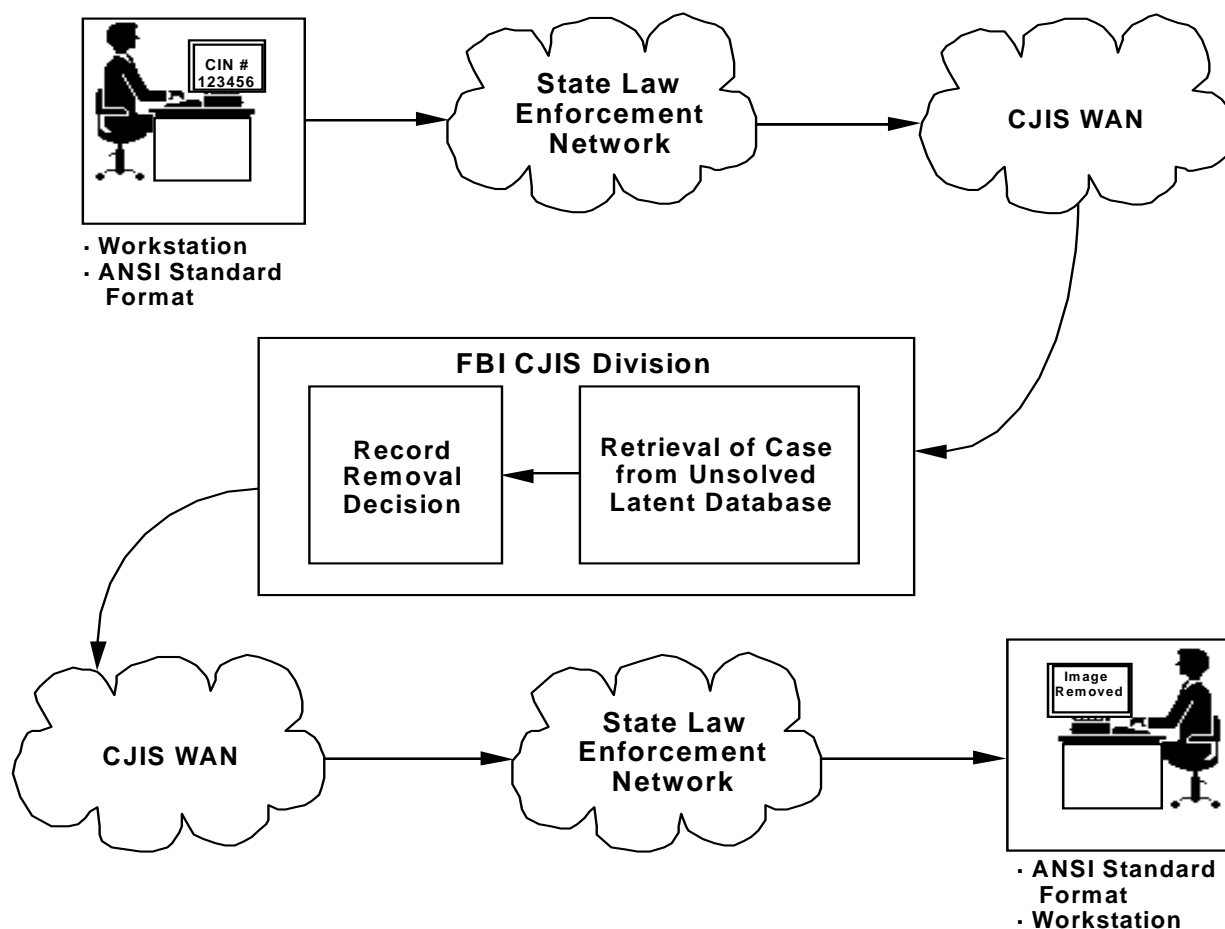 CIN #
123456
State Law
Enforcement
Network
CJIS WAN
· Workstation
· ANSI Standard
Format
FBI CJIS Division
Record
Removal
Decision
Retrieval of Case
from Unsolved
Latent Database
CJIS WAN
State Law
Enforcement
Network
Image
Removed
· ANSI Standard
Format
· Workstation